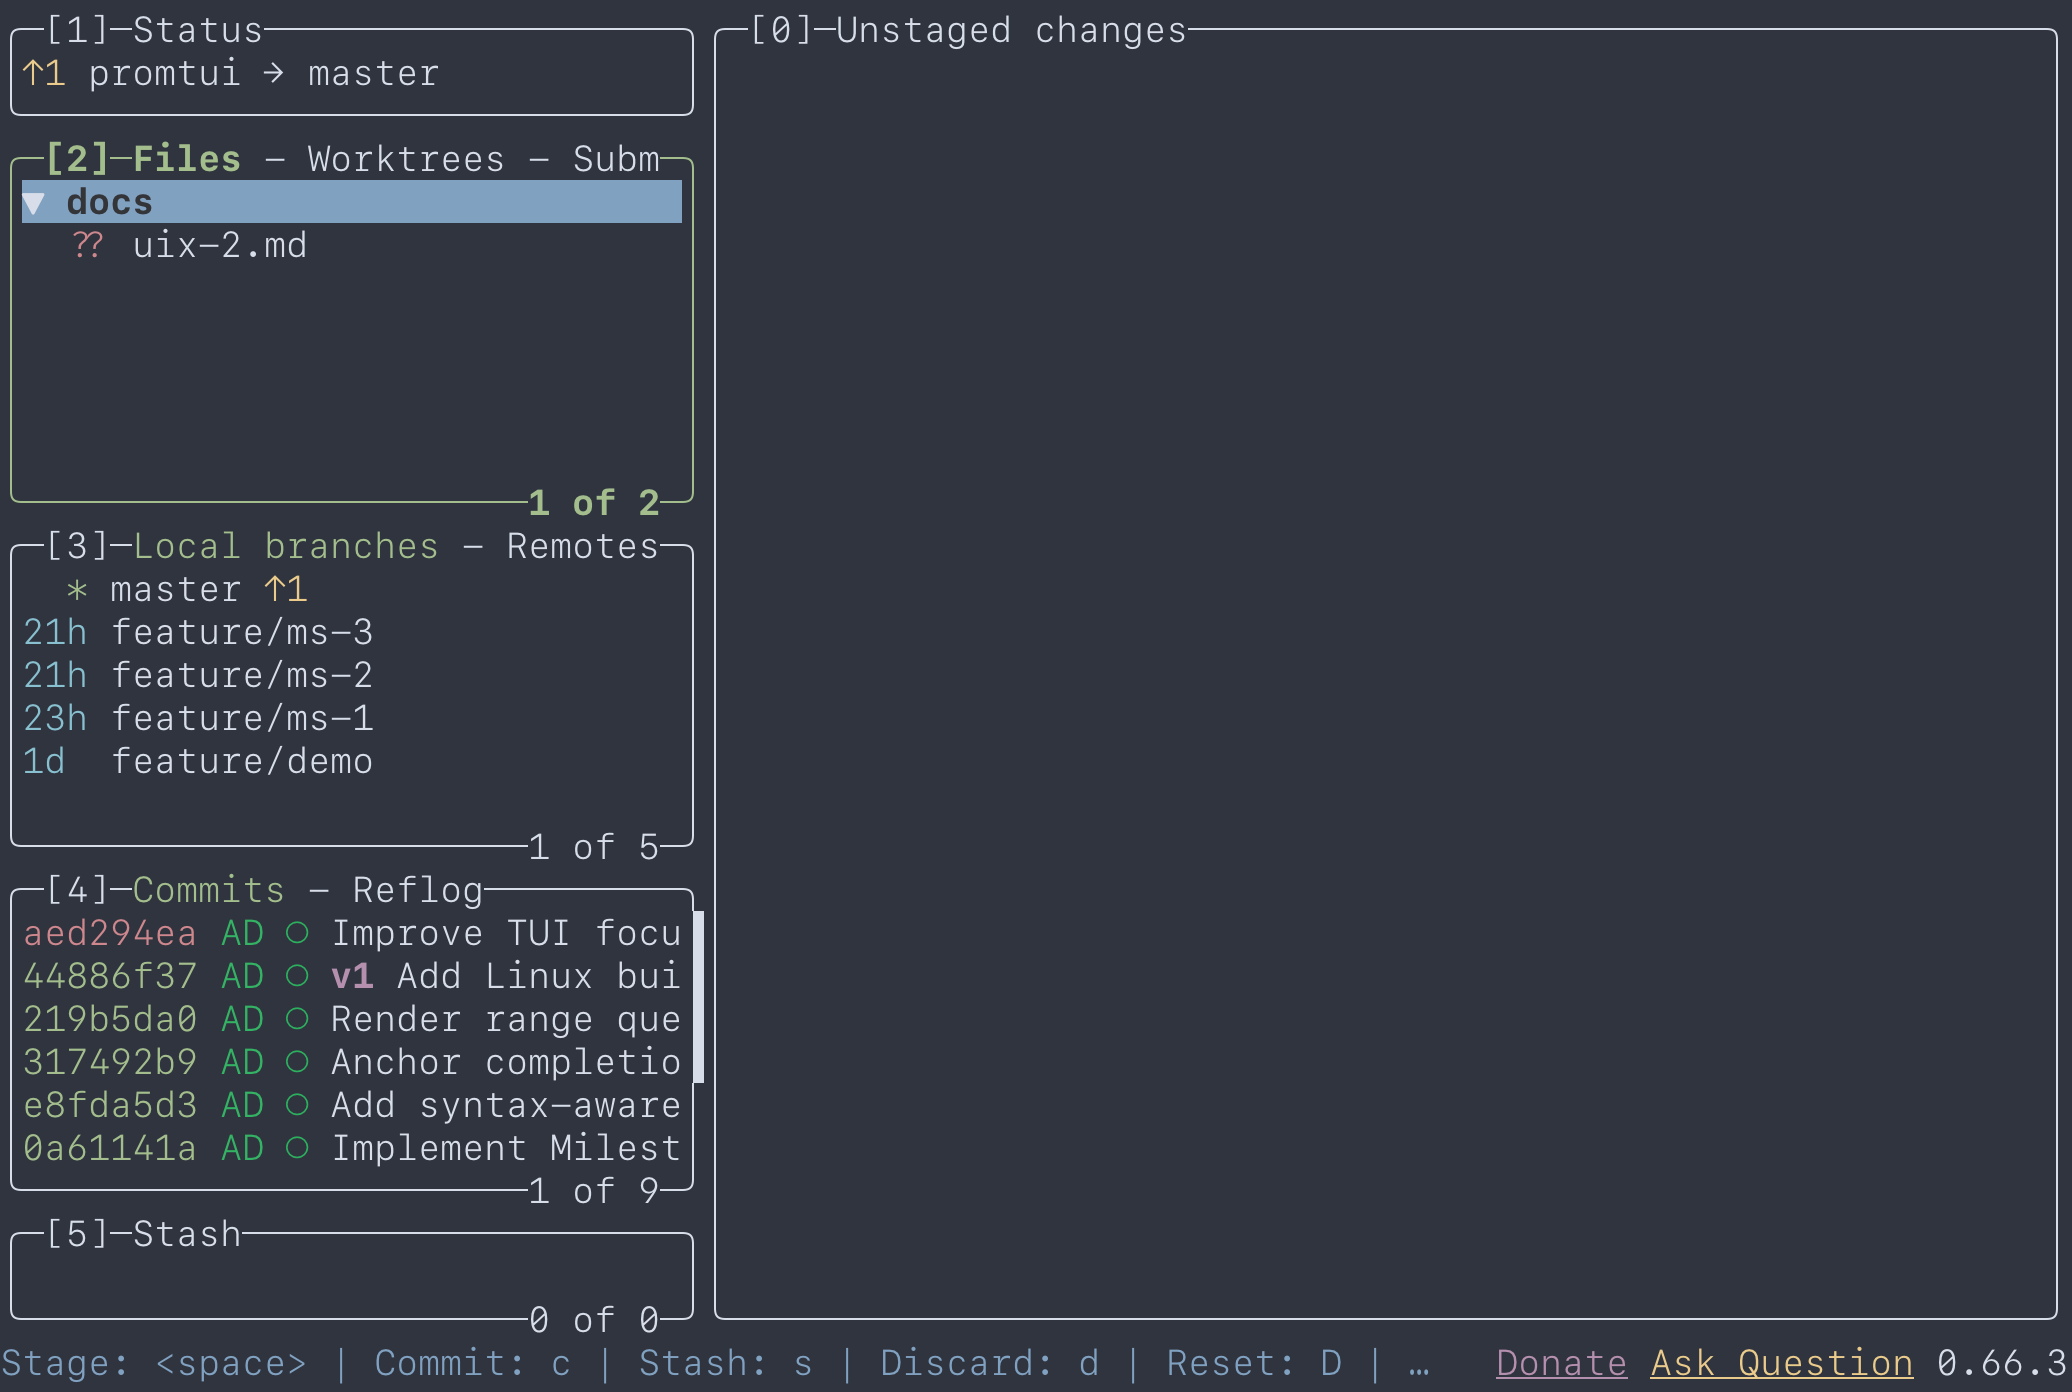 [1]─Status
↑1 promtui → master
[2]─Files – Worktrees – Subm
▼ docs
?? uix-2.md
1 of 2
[3]─Local branches – Remotes
* master ↑1
21h feature/ms-3
21h feature/ms-2
23h feature/ms-1
1d feature/demo
1 of 5
[4]─Commits – Reflog
aed294ea AD ○ Improve TUI focu
44886f37 AD ○ v1 Add Linux bui
219b5da0 AD ○ Render range que
317492b9 AD ○ Anchor completio
e8fda5d3 AD ○ Add syntax-aware
0a61141a AD ○ Implement Milest
1 of 9
[5]─Stash
0 of 0
[0]─Unstaged changes
Stage: <space> | Commit: c | Stash: s | Discard: d | Reset: D | … Donate Ask Question 0.66.3